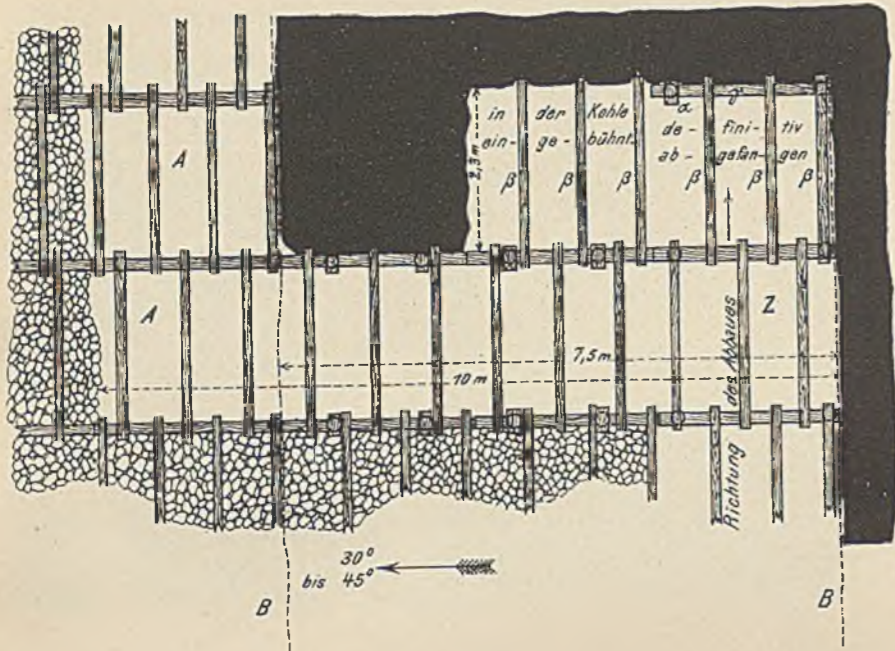 in der Kohle
ein- ge- bühnt.
α γ
de- fini- tiv
ab- gefan- gen
β β β β β β
2,3 m
A
A
Z
7,5 m
10 m
Richtung des Abbaues
30°
bis 45°
B B